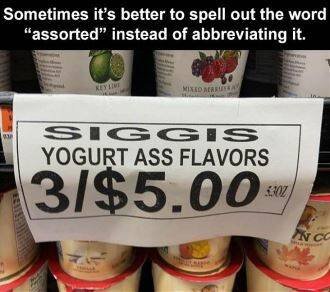 Sometimes it's better to spell out the word
“assorted” instead of abbreviating it.
KEY LIME
MIXED BERRIES &
SIGGIS
YOGURT ASS FLAVORS
3/$5.00 5.3OZ